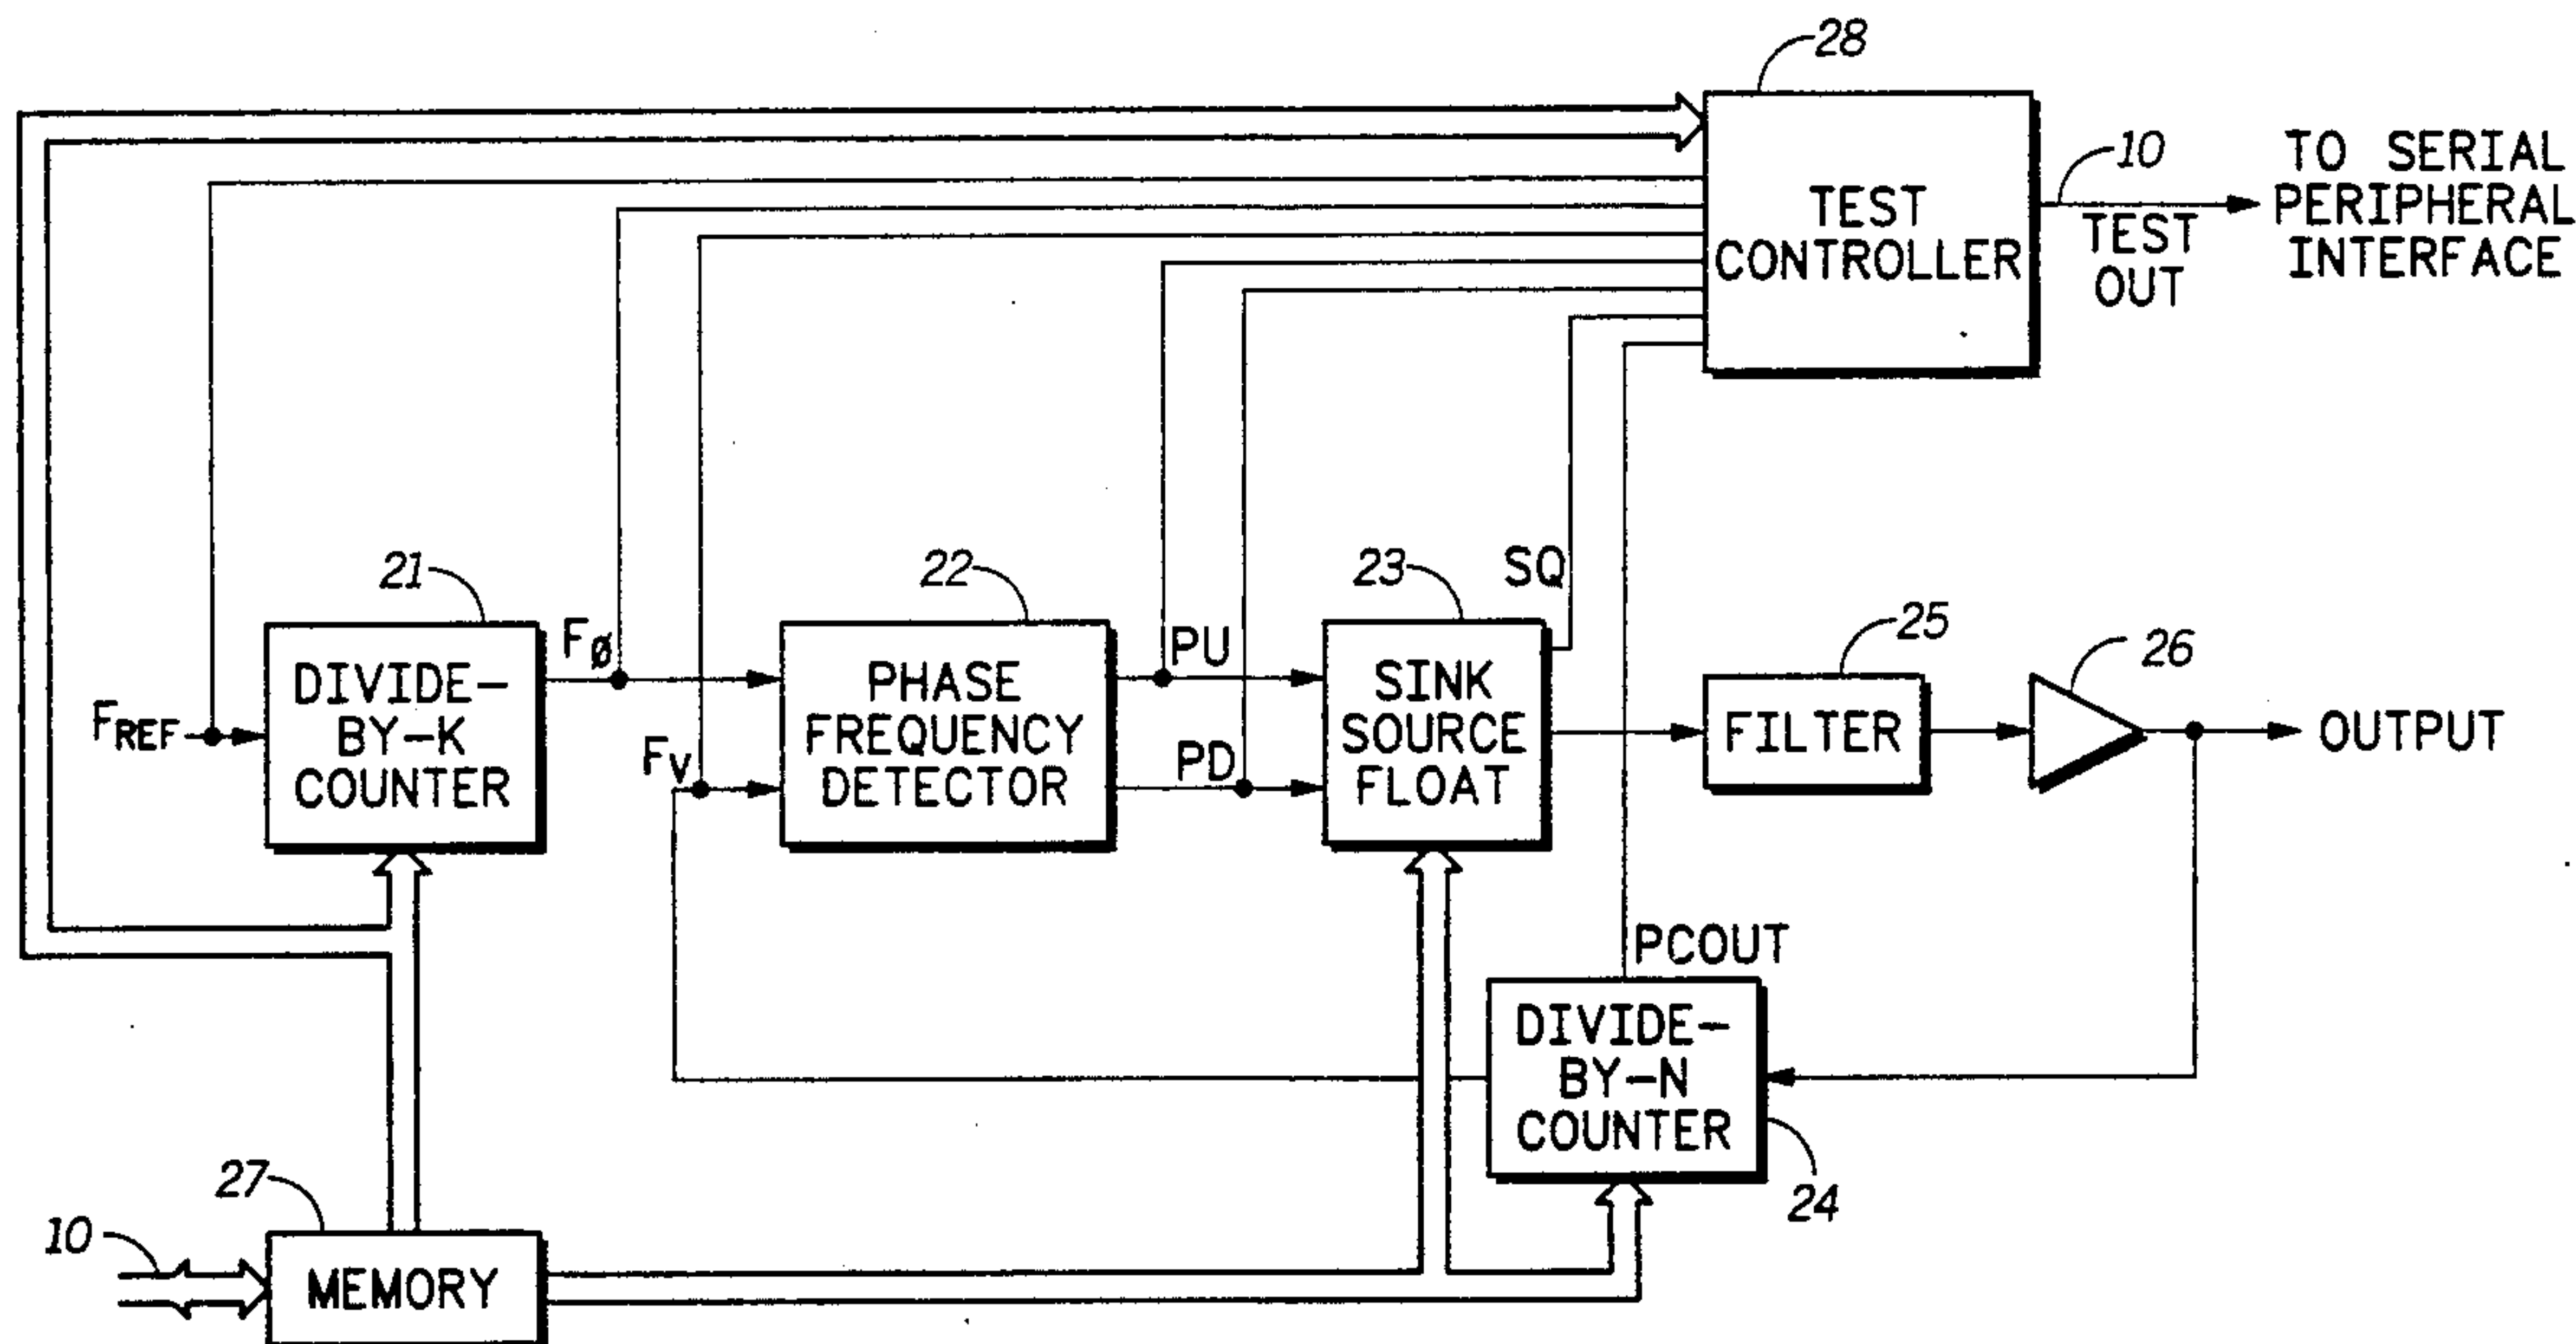 28
10
TO SERIAL
PERIPHERAL
INTERFACE
TEST
CONTROLLER
TEST
OUT
21
22
23
SQ
25
26
FØ
PU
DIVIDE-
BY-K
COUNTER
PHASE
FREQUENCY
DETECTOR
SINK
SOURCE
FLOAT
FILTER
OUTPUT
FREF
FV
PD
PCOUT
DIVIDE-
BY-N
COUNTER
24
27
10
MEMORY